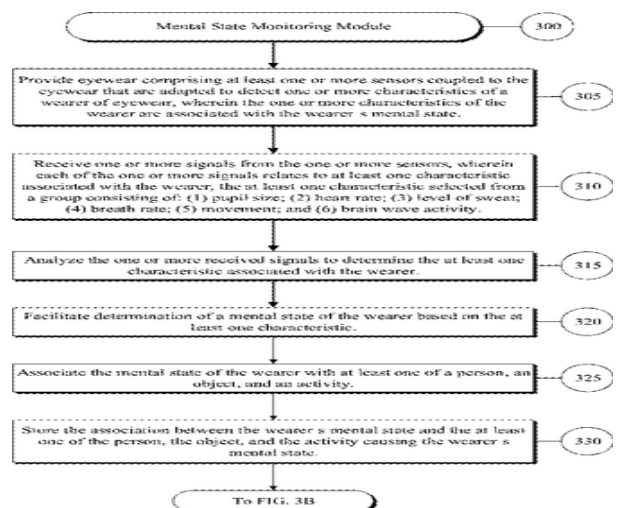 Mental State Monitoring Module
300
Provide eyewear comprising at least one or more sensors coupled to the
eyewear that are adapted to detect one or more characteristics of a
wearer of eyewear, wherein the one or more characteristics of the
wearer are associated with the wearer s mental state.
305
Receive one or more signals from the one or more sensors, wherein
each of the one or more signals relates to at least one characteristic
associated with the wearer, the at least one characteristic selected from
a group consisting of: (1) pupil size; (2) heart rate; (3) level of sweat;
(4) breath rate; (5) movement; and (6) brain wave activity.
310
Analyze the one or more received signals to determine the at least one
characteristic associated with the wearer.
315
Facilitate determination of a mental state of the wearer based on the at
least one characteristic.
320
Associate the mental state of the wearer with at least one of a person, an
object, and an activity.
325
Store the association between the wearer s mental state and the at least
one of the person, the object, and the activity causing the wearer s
mental state.
330
To FIG. 3B